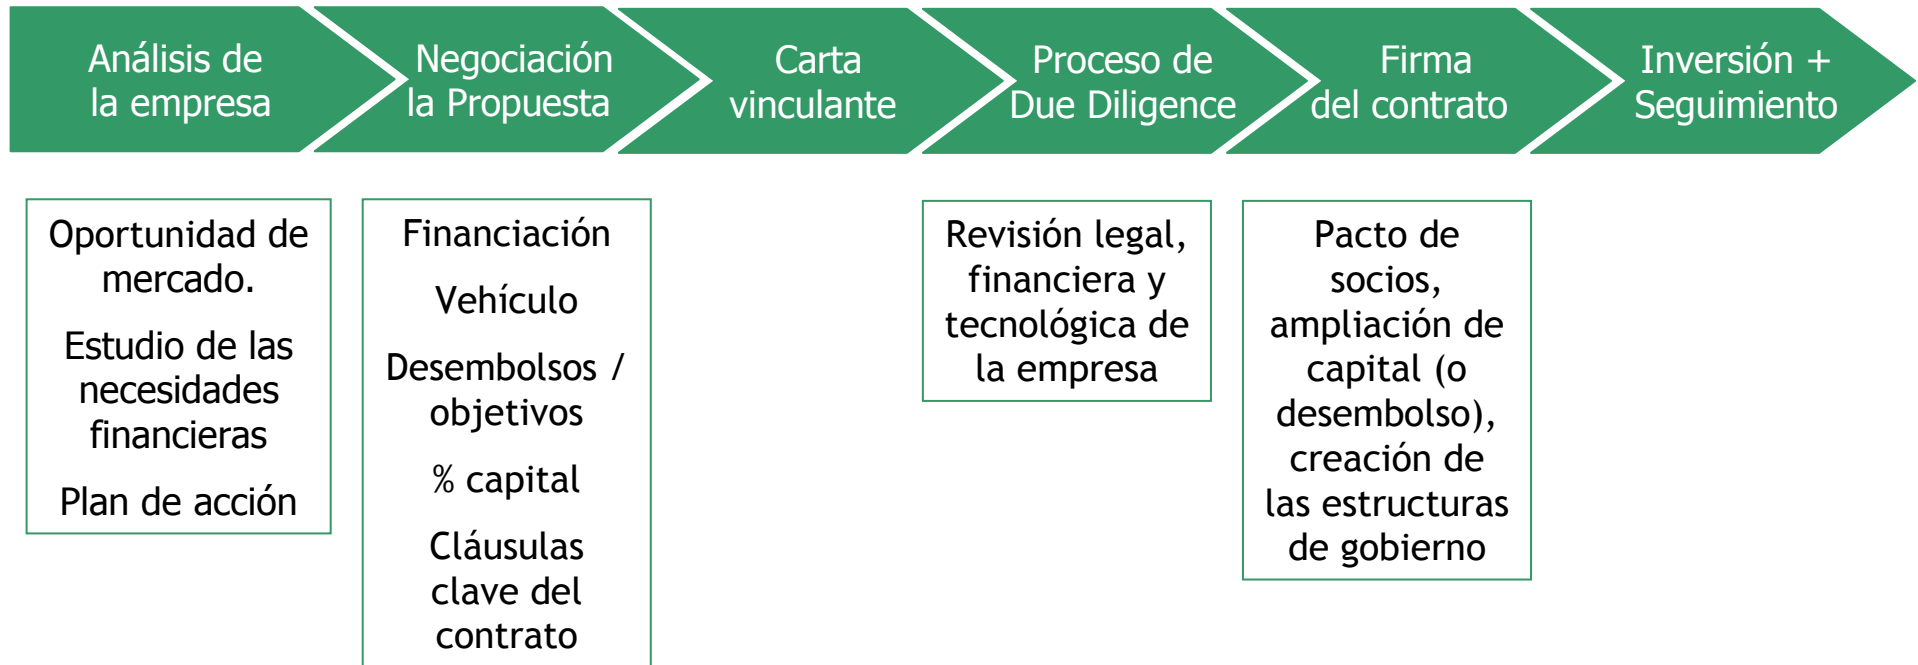 Análisis de
la empresa
Negociación
la Propuesta
Carta
vinculante
Proceso de
Due Diligence
Firma
del contrato
Inversión +
Seguimiento
Oportunidad de
mercado.
Estudio de las
necesidades
financieras
Plan de acción
Financiación
Vehículo
Desembolsos /
objetivos
% capital
Cláusulas
clave del
contrato
Revisión legal,
financiera y
tecnológica de
la empresa
Pacto de
socios,
ampliación de
capital (o
desembolso),
creación de
las estructuras
de gobierno